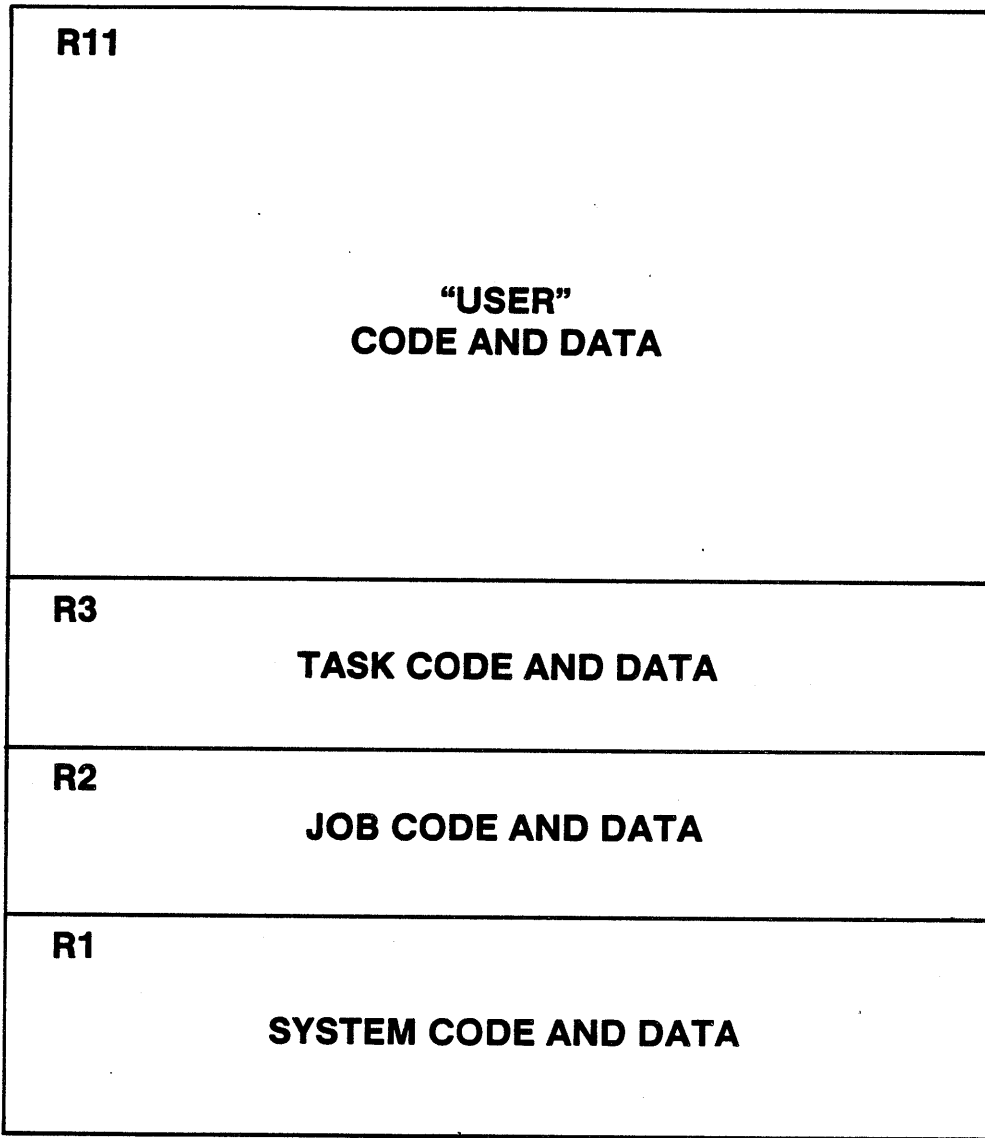 R11
“USER”
CODE AND DATA
R3
TASK CODE AND DATA
R2
JOB CODE AND DATA
R1
SYSTEM CODE AND DATA